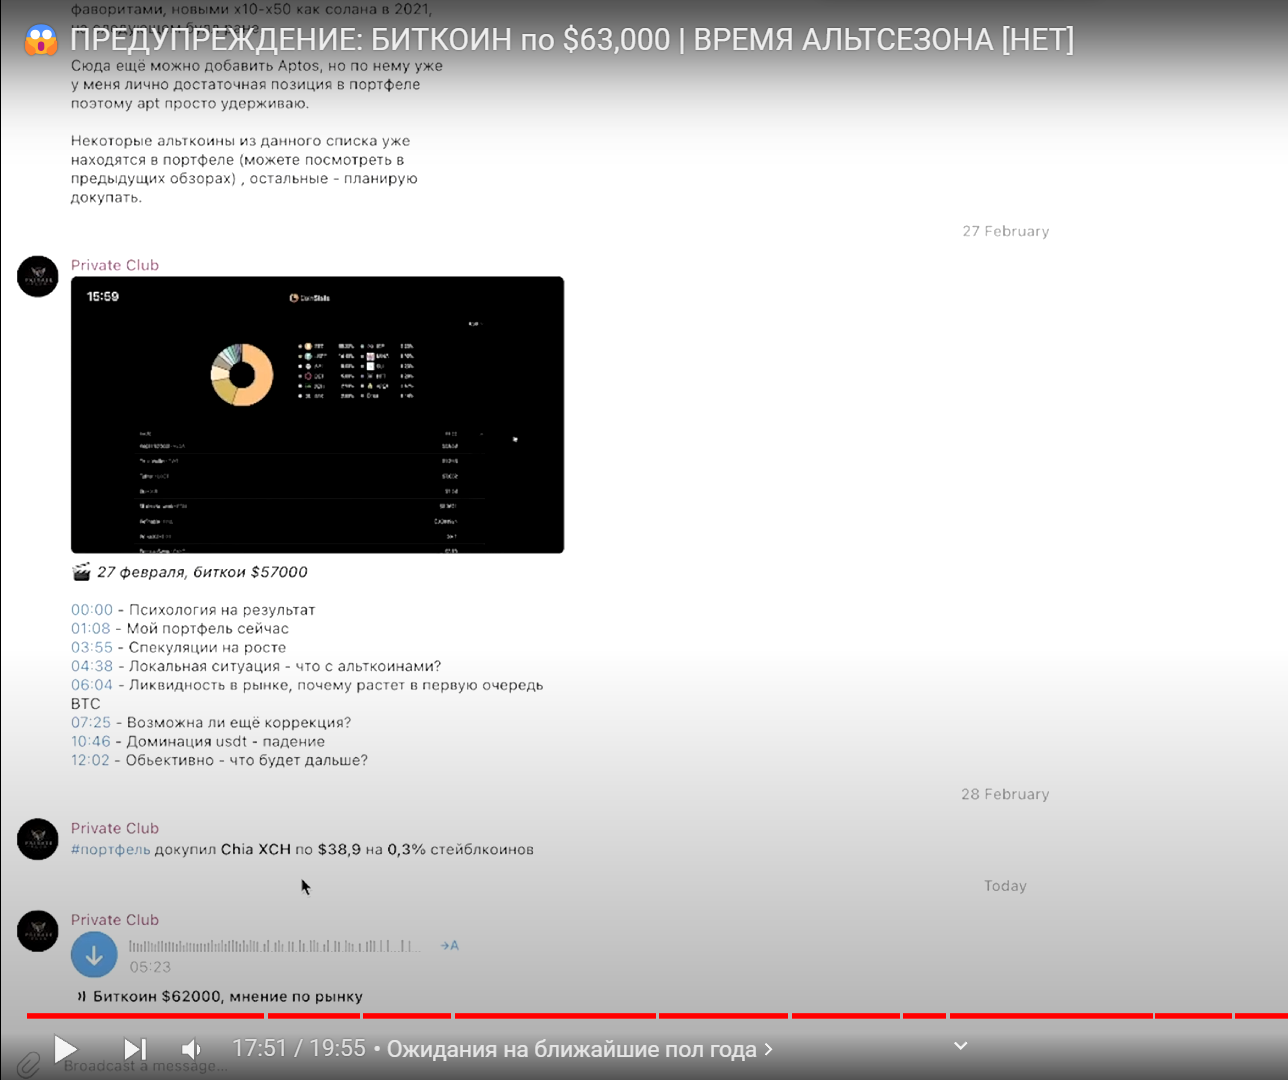 фаворитами, новыми x10-x50 как солана в 2021,
на следующем була ране
ПРЕДУПРЕЖДЕНИЕ: БИТКОИН по $63,000 | ВРЕМЯ АЛЬТСЕЗОНА [НЕТ]
Сюда ещё можно добавить Aptos, но по нему уже
у меня лично достаточная позиция в портфеле
поэтому apt просто удерживаю.
Некоторые альткоины из данного списка уже
находятся в портфеле (можете посмотреть в
предыдущих обзорах) , остальные - планирую
докупать.
27 February
Private Club
15:59
CoinStats
27 февраля, биткои $57000
00:00 - Психология на результат
01:08 - Мой портфель сейчас
03:55 - Спекуляции на росте
04:38 - Локальная ситуация - что с альткоинами?
06:04 - Ликвидность в рынке, почему растет в первую очередь
BTC
07:25 - Возможна ли ещё коррекция?
10:46 - Доминация usdt - падение
12:02 - Обьективно - что будет дальше?
28 February
Private Club
#портфель докупил Chia XCH по $38,9 на 0,3% стейблкоинов
Today
Private Club
→A
05:23
Биткоин $62000, мнение по рынку
17:51 / 19:55 • Ожидания на ближайшие пол года >
Broadcast a message...